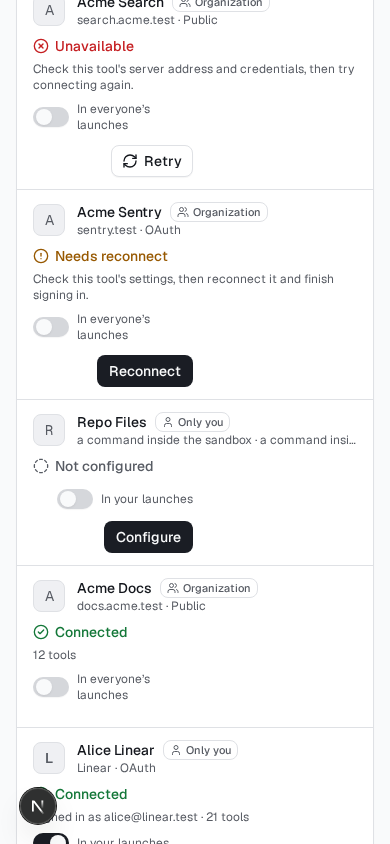 A
Acme Search
Organization
search.acme.test · Public
Unavailable
Check this tool's server address and credentials, then try
connecting again.
In everyone's
launches
Retry
A
Acme Sentry
Organization
sentry.test · OAuth
Needs reconnect
Check this tool's settings, then reconnect it and finish
signing in.
In everyone's
launches
Reconnect
R
Repo Files
Only you
a command inside the sandbox · a command insi…
Not configured
In your launches
Configure
A
Acme Docs
Organization
docs.acme.test · Public
Connected
12 tools
In everyone's
launches
L
Alice Linear
Only you
Linear · OAuth
N
Connected
ed in as alice@linear.test · 21 tools
In your launches